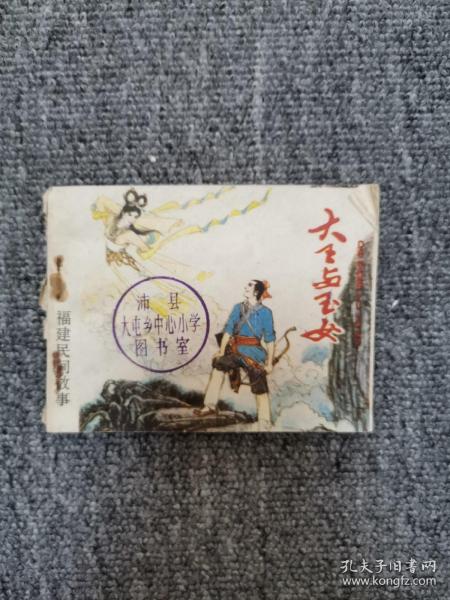 大王与玉女
福建民间故事
沛县
大屯乡中心小学
图书室
孔夫子旧书网
www.kongfz.com